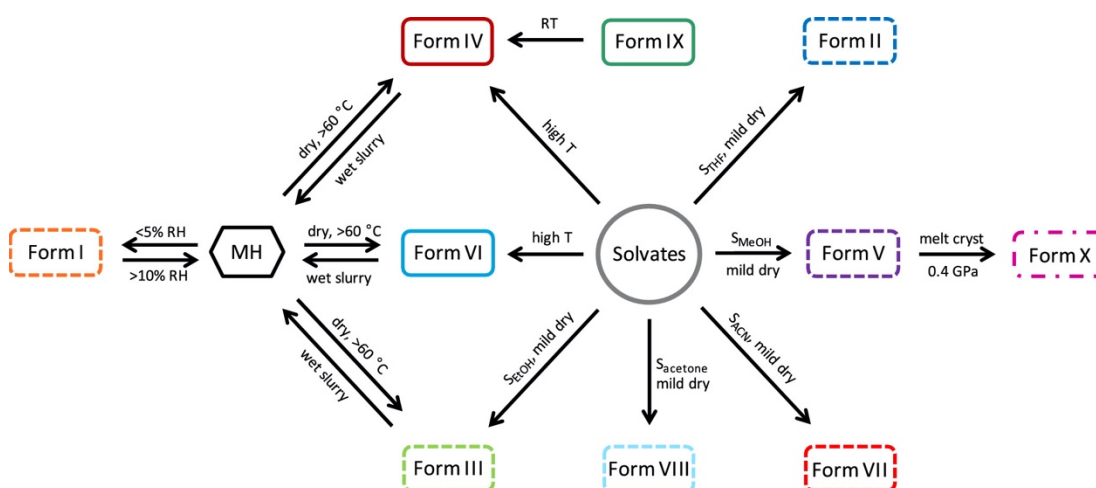 Form IV
RT
Form IX
Form II
dry, >60 °C
wet slurry
high T
S_THF, mild dry
Form I
<5% RH
>10% RH
MH
dry, >60 °C
wet slurry
Form VI
high T
Solvates
S_MeOH
mild dry
Form V
melt cryst
0.4 GPa
Form X
dry, >60 °C
wet slurry
S_EtOH, mild dry
S_acetone
mild dry
S_ACN, mild dry
Form III
Form VIII
Form VII